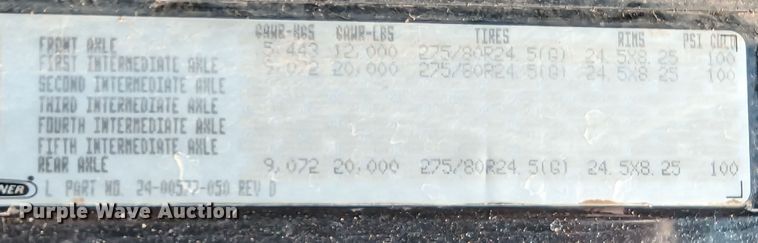 GAWR-KGS GAWR-LBS TIRES RIMS PSI COLD
FRONT AXLE 5,443 12,000 275/80R24.5(G) 24.5X8.25 100
FIRST INTERMEDIATE AXLE 9,072 20,000 275/80R24.5(G) 24.5X8.25 100
SECOND INTERMEDIATE AXLE
THIRD INTERMEDIATE AXLE
FOURTH INTERMEDIATE AXLE
FIFTH INTERMEDIATE AXLE
REAR AXLE 9,072 20,000 275/80R24.5(G) 24.5X8.25 100
L PART NO. 24-00577-050 REV D
Purple Wave Auction